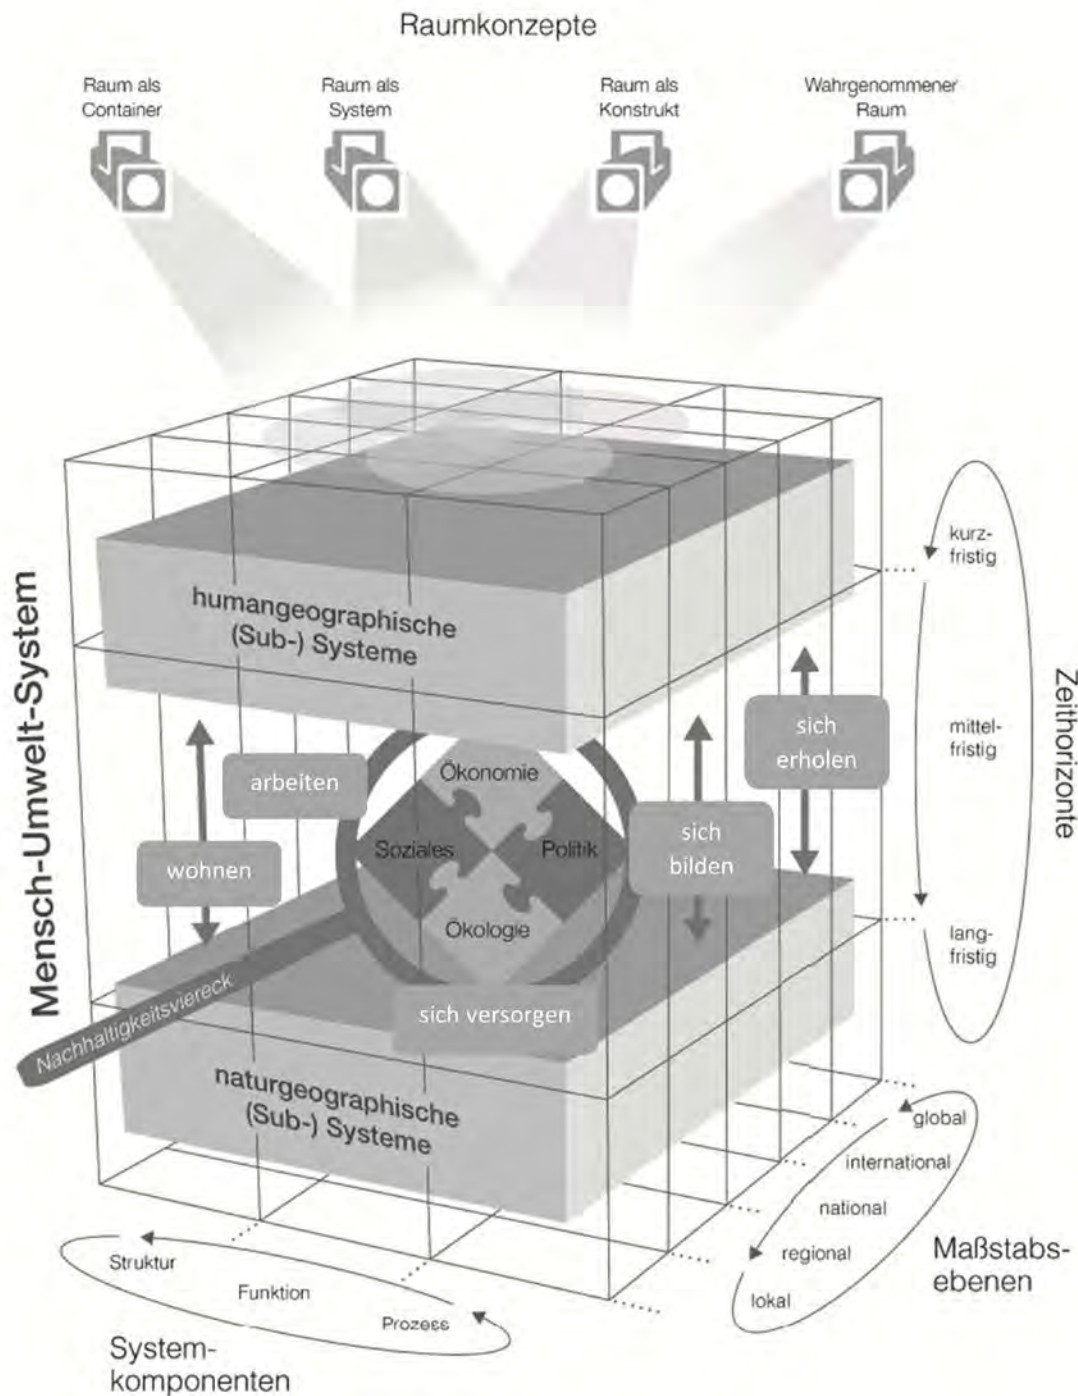 Raumkonzepte
Raum als
Container
Raum als
System
Raum als
Konstrukt
Wahrgenommener
Raum
Mensch-Umwelt-System
humangeographische
(Sub-) Systeme
kurz-
fristig
mittel-
fristig
lang-
fristig
Zeithorizonte
sich
erholen
arbeiten
Ökonomie
Soziales
Politik
Ökologie
sich
bilden
wohnen
Nachhaltigkeitsviereck
sich versorgen
naturgeographische
(Sub-) Systeme
global
international
national
regional
lokal
Maßstabs-
ebenen
Struktur
Funktion
Prozess
System-
komponenten